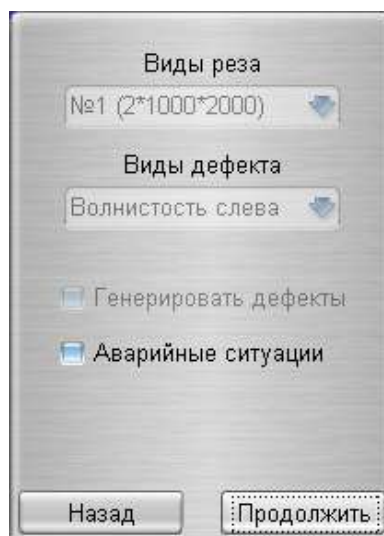 Виды реза
№1 (2*1000*2000)
Виды дефекта
Волнистость слева
Генерировать дефекты
Аварийные ситуации
Назад
Продолжить